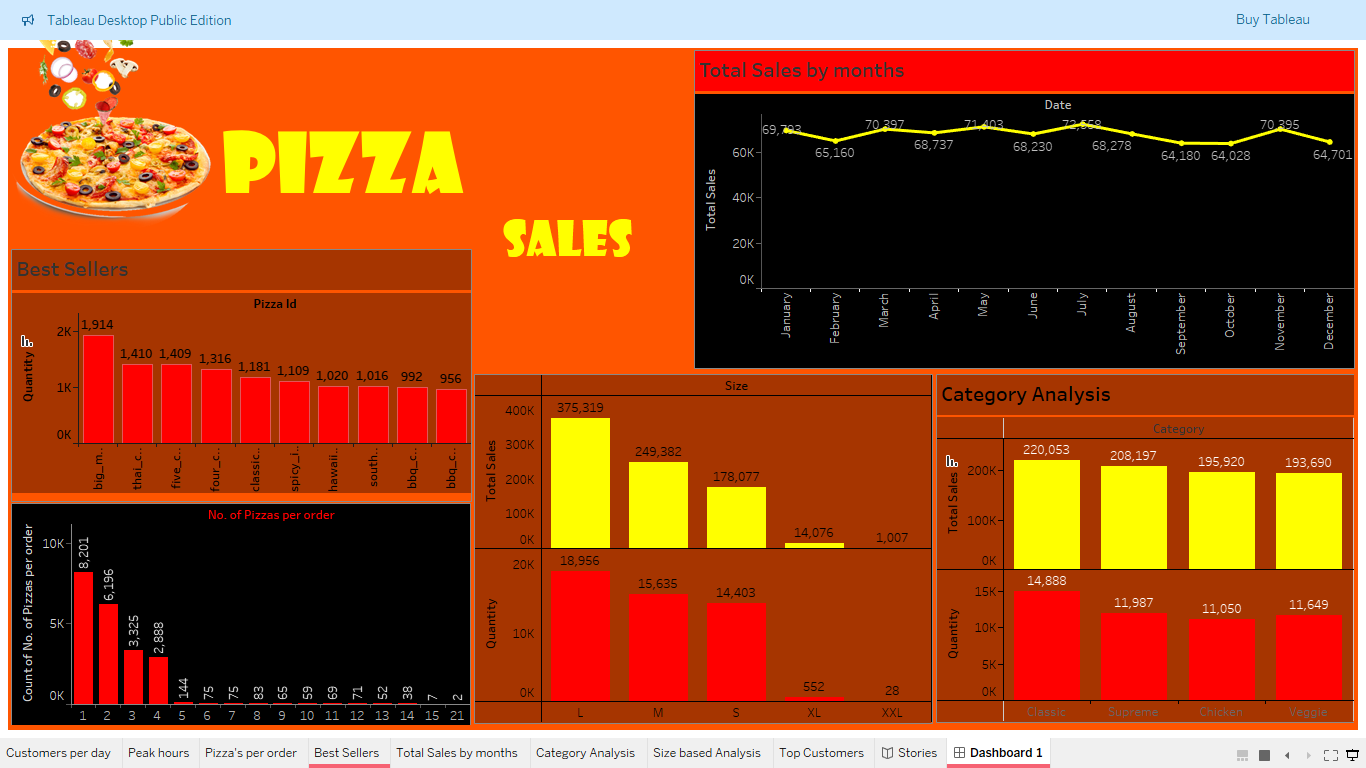 Tableau Desktop Public Edition
Buy Tableau
PIZZA
SALES
Total Sales by months
Date
Total Sales
60K
40K
20K
0K
69,793
65,160
70,397
68,737
71,403
68,230
72,558
68,278
64,180
64,028
70,395
64,701
January
February
March
April
May
June
July
August
September
October
November
December
Best Sellers
Pizza Id
Quantity
2K
1K
0K
1,914
1,410
1,409
1,316
1,181
1,109
1,020
1,016
992
956
big_m..
thai_c..
five_c..
four_c..
classic..
spicy_i..
hawaii..
south..
bbq_c..
bbq_c..
No. of Pizzas per order
Count of No. of Pizzas per order
10K
5K
0K
8,201
6,196
3,325
2,888
144
75
75
83
65
59
69
71
52
38
7
2
1
2
3
4
5
6
7
8
9
10
11
12
13
14
15
21
Size
Total Sales
400K
300K
200K
100K
0K
375,319
249,382
178,077
14,076
1,007
Quantity
20K
10K
0K
18,956
15,635
14,403
552
28
L
M
S
XL
XXL
Category Analysis
Category
Total Sales
200K
100K
0K
220,053
208,197
195,920
193,690
Quantity
15K
10K
5K
0K
14,888
11,987
11,050
11,649
Classic
Supreme
Chicken
Veggie
Customers per day
Peak hours
Pizza's per order
Best Sellers
Total Sales by months
Category Analysis
Size based Analysis
Top Customers
Stories
Dashboard 1